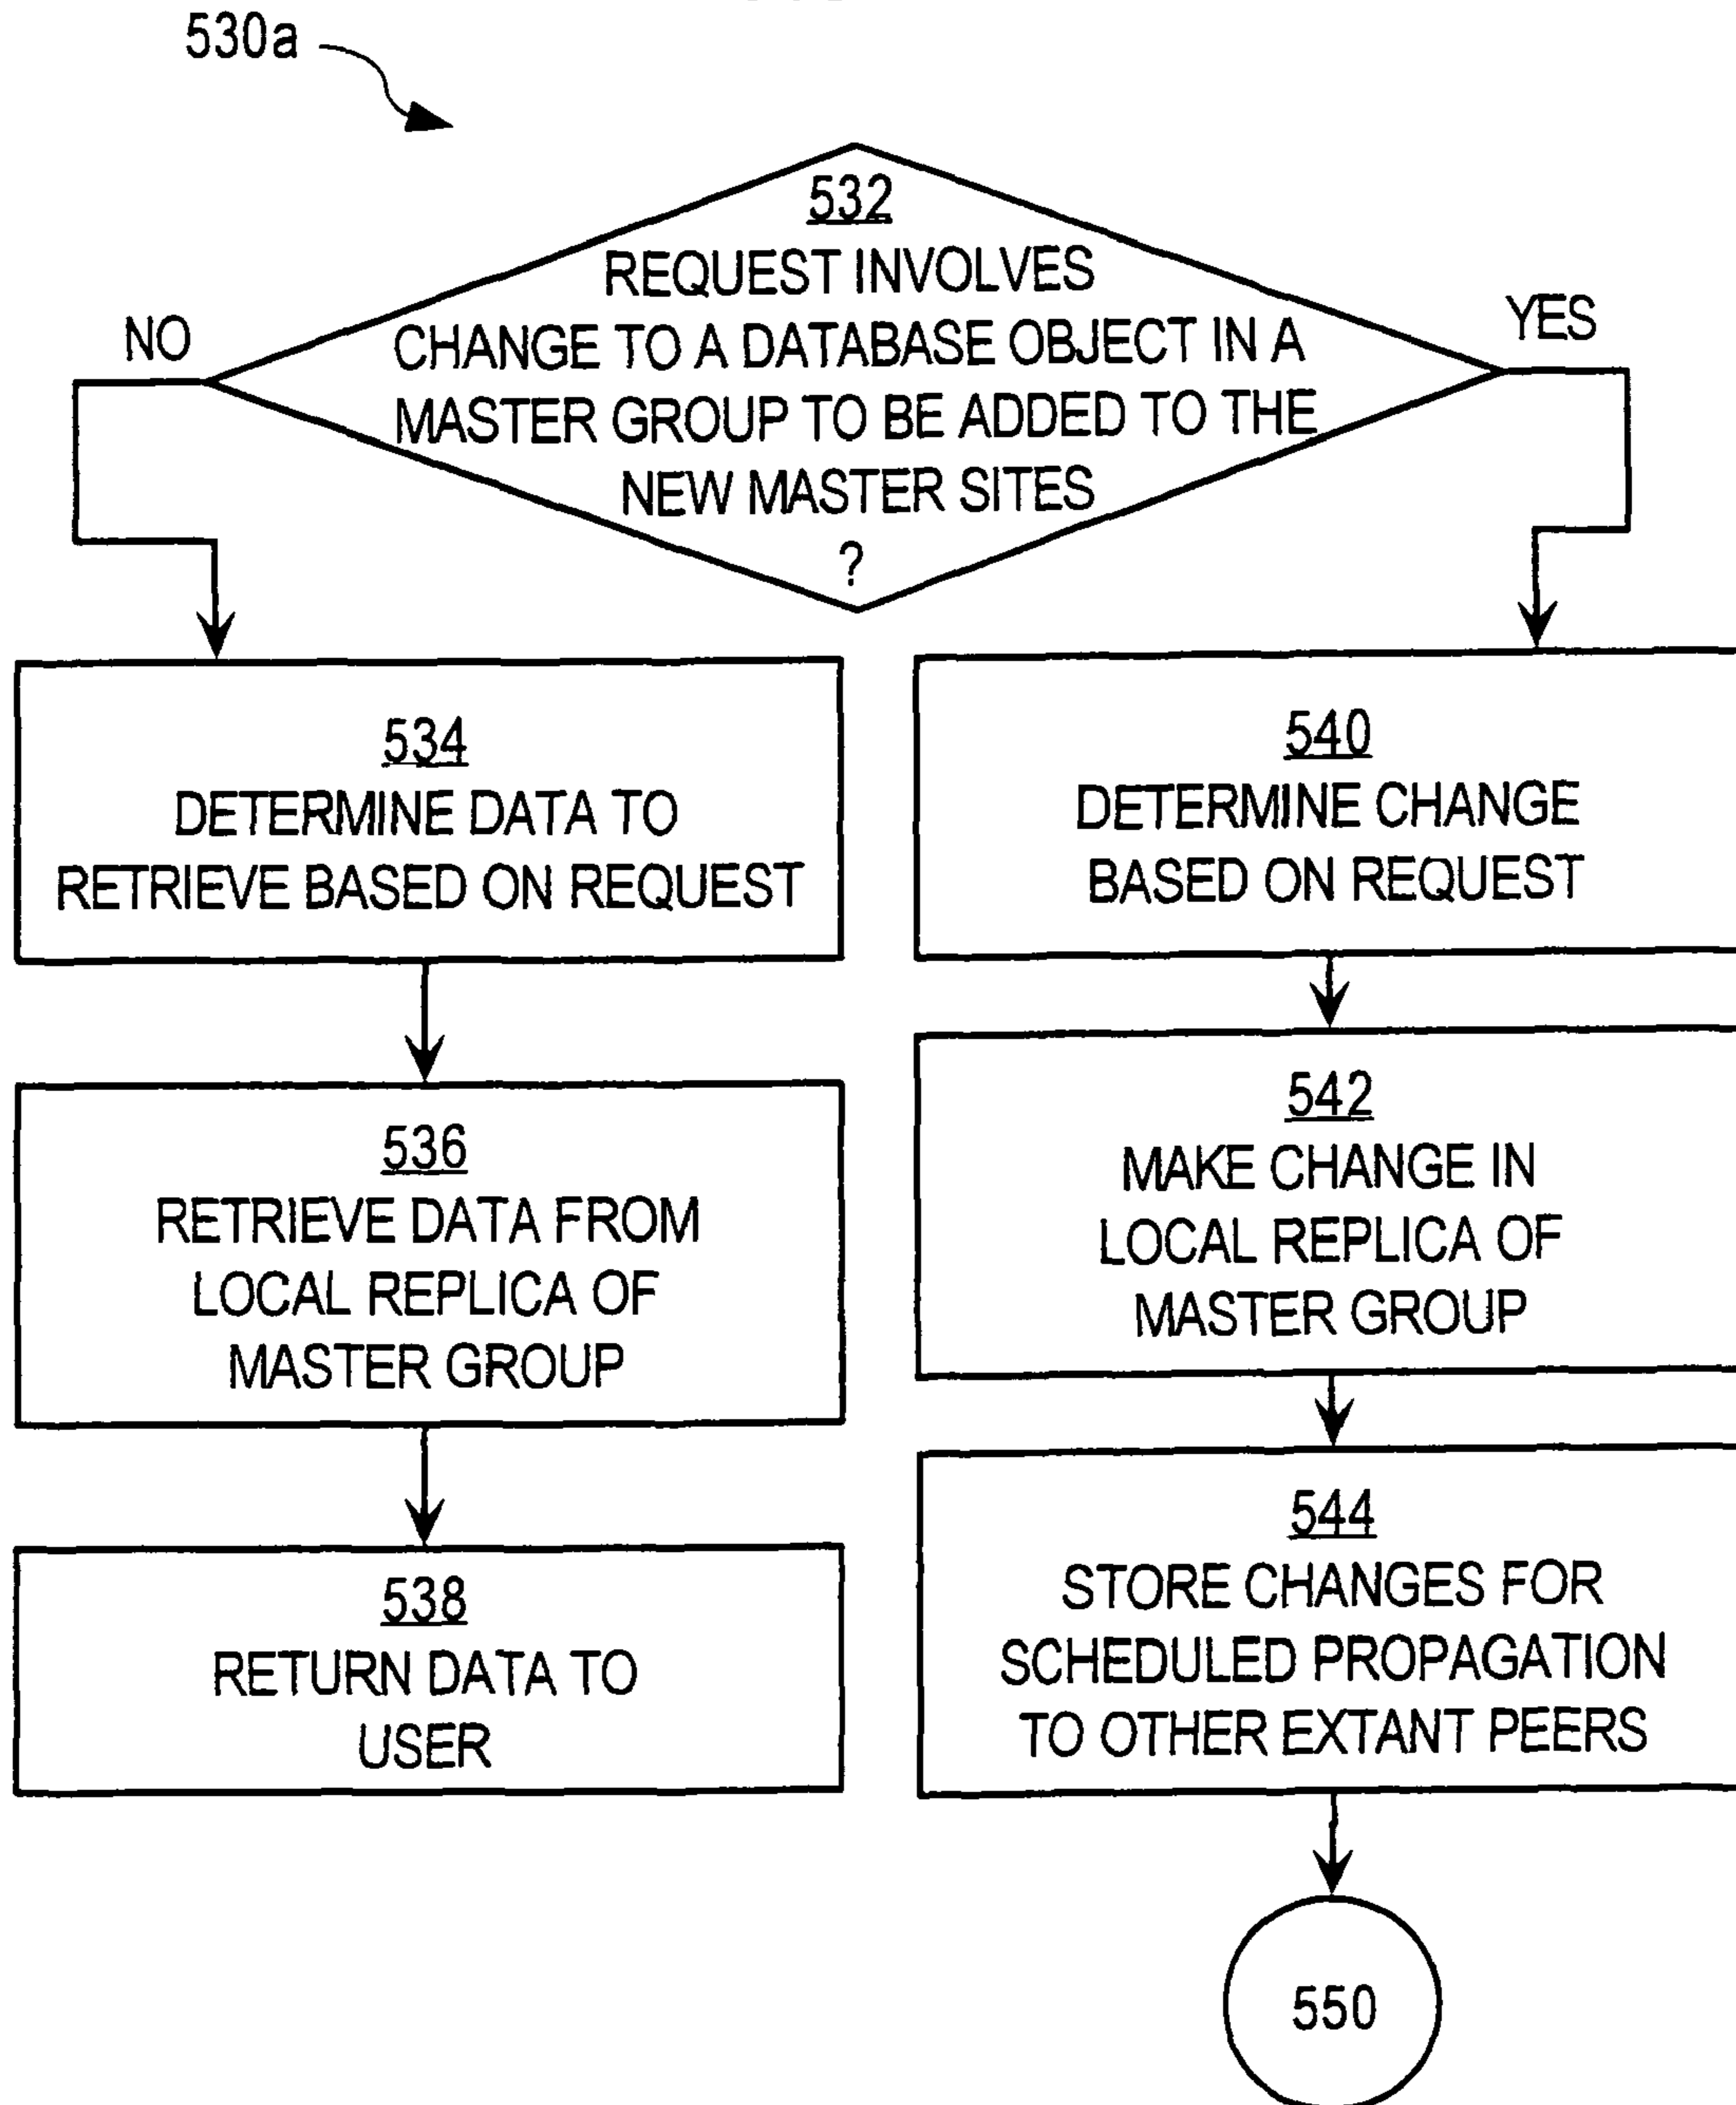 530a
532
REQUEST INVOLVES
CHANGE TO A DATABASE OBJECT IN A
MASTER GROUP TO BE ADDED TO THE
NEW MASTER SITES
?
NO
YES
534
DETERMINE DATA TO
RETRIEVE BASED ON REQUEST
536
RETRIEVE DATA FROM
LOCAL REPLICA OF
MASTER GROUP
538
RETURN DATA TO
USER
540
DETERMINE CHANGE
BASED ON REQUEST
542
MAKE CHANGE IN
LOCAL REPLICA OF
MASTER GROUP
544
STORE CHANGES FOR
SCHEDULED PROPAGATION
TO OTHER EXTANT PEERS
550